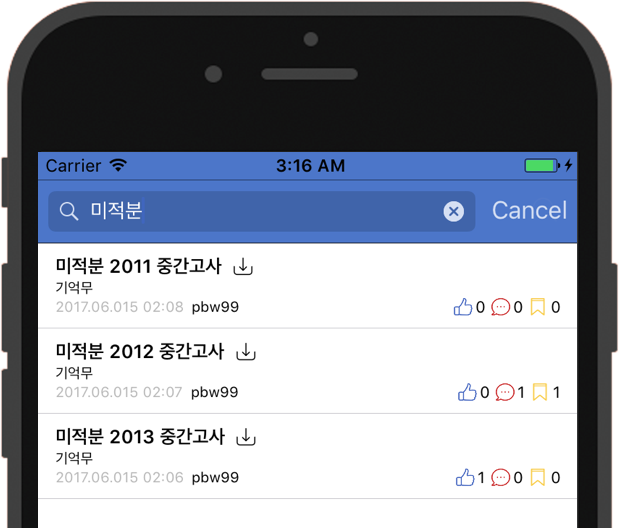 Carrier 3:16 AM
미적분 Cancel
미적분 2011 중간고사
기억무
2017.06.015 02:08 pbw99 0 0 0
미적분 2012 중간고사
기억무
2017.06.015 02:07 pbw99 0 1 1
미적분 2013 중간고사
기억무
2017.06.015 02:06 pbw99 1 0 0